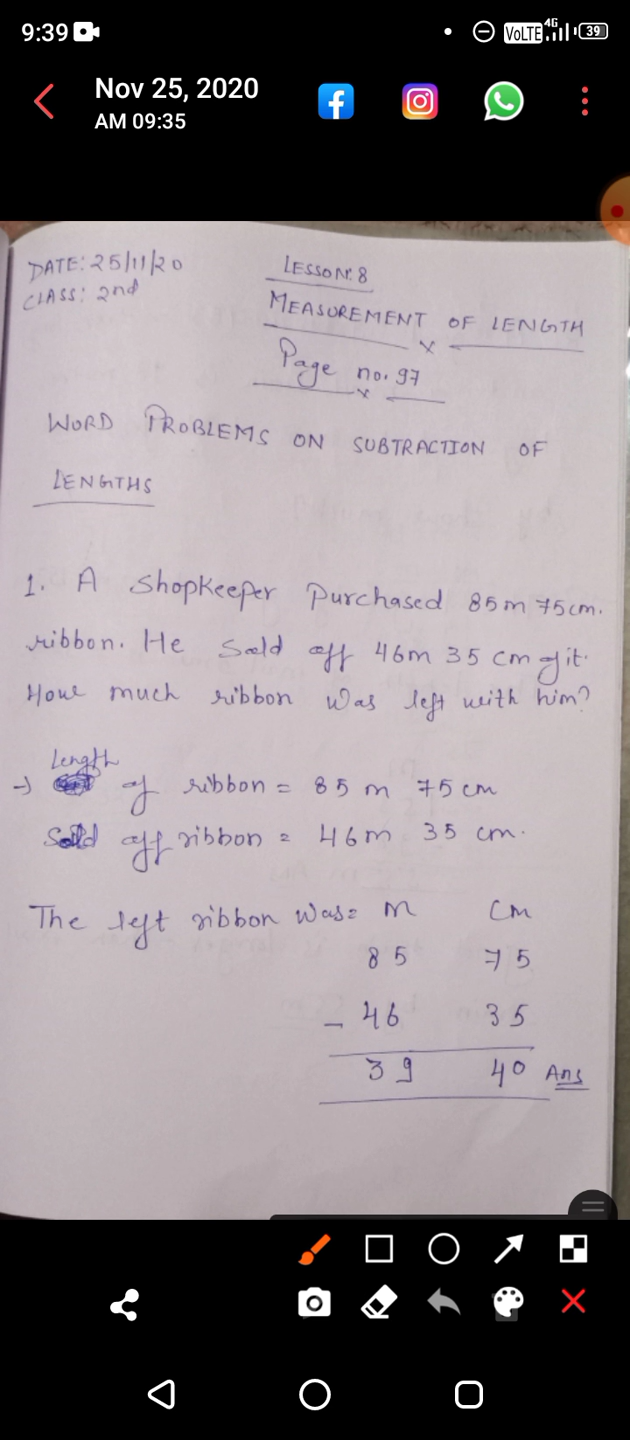 9:39
VoLTE 4G 39
Nov 25, 2020
AM 09:35
DATE: 25/11/20
CLASS: 2nd
LESSON: 8
MEASUREMENT OF LENGTH
x
Page no. 97
x
WORD PROBLEMS ON SUBTRACTION OF
LENGTHS
1. A Shopkeeper Purchased 85m 75cm.
ribbon. He Sold off 46m 35 cm of it.
How much ribbon was left with him?
Length
→ of ribbon = 85 m 75 cm
Sold off ribbon = 46m 35 cm.
The left ribbon was = m cm
85 75
- 46 35
39 40 Ans